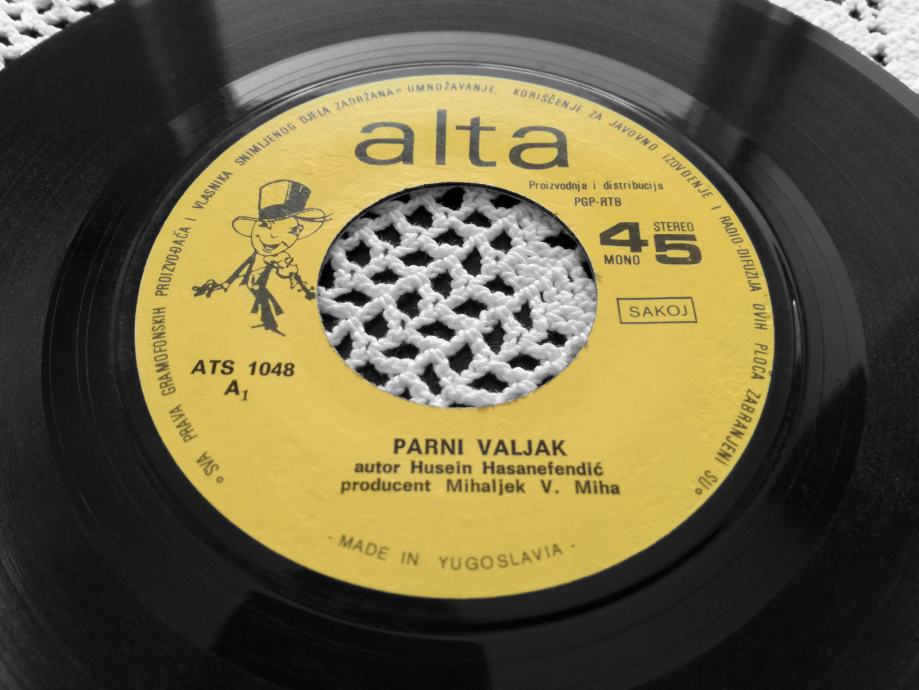 SVA PRAVA GRAMOFONSKIH PROIZVOĐAČA I VLASNIKA SNIMLJENOG DJELA ZADRŽANA • UMNOŽAVANJE, KORIŠĆENJE ZA JAVOVNO IZOVĐENJE I RADIO-DIFUZIJA OVIH PLOČA ZABRANJENI SU
alta
Proizvodnja i distribucija
PGP-RTB
45
STEREO
MONO
SAKOJ
ATS 1048
A1
PARNI VALJAK
autor Husein Hasanefendić
producent Mihaljek V. Miha
- MADE IN YUGOSLAVIA -